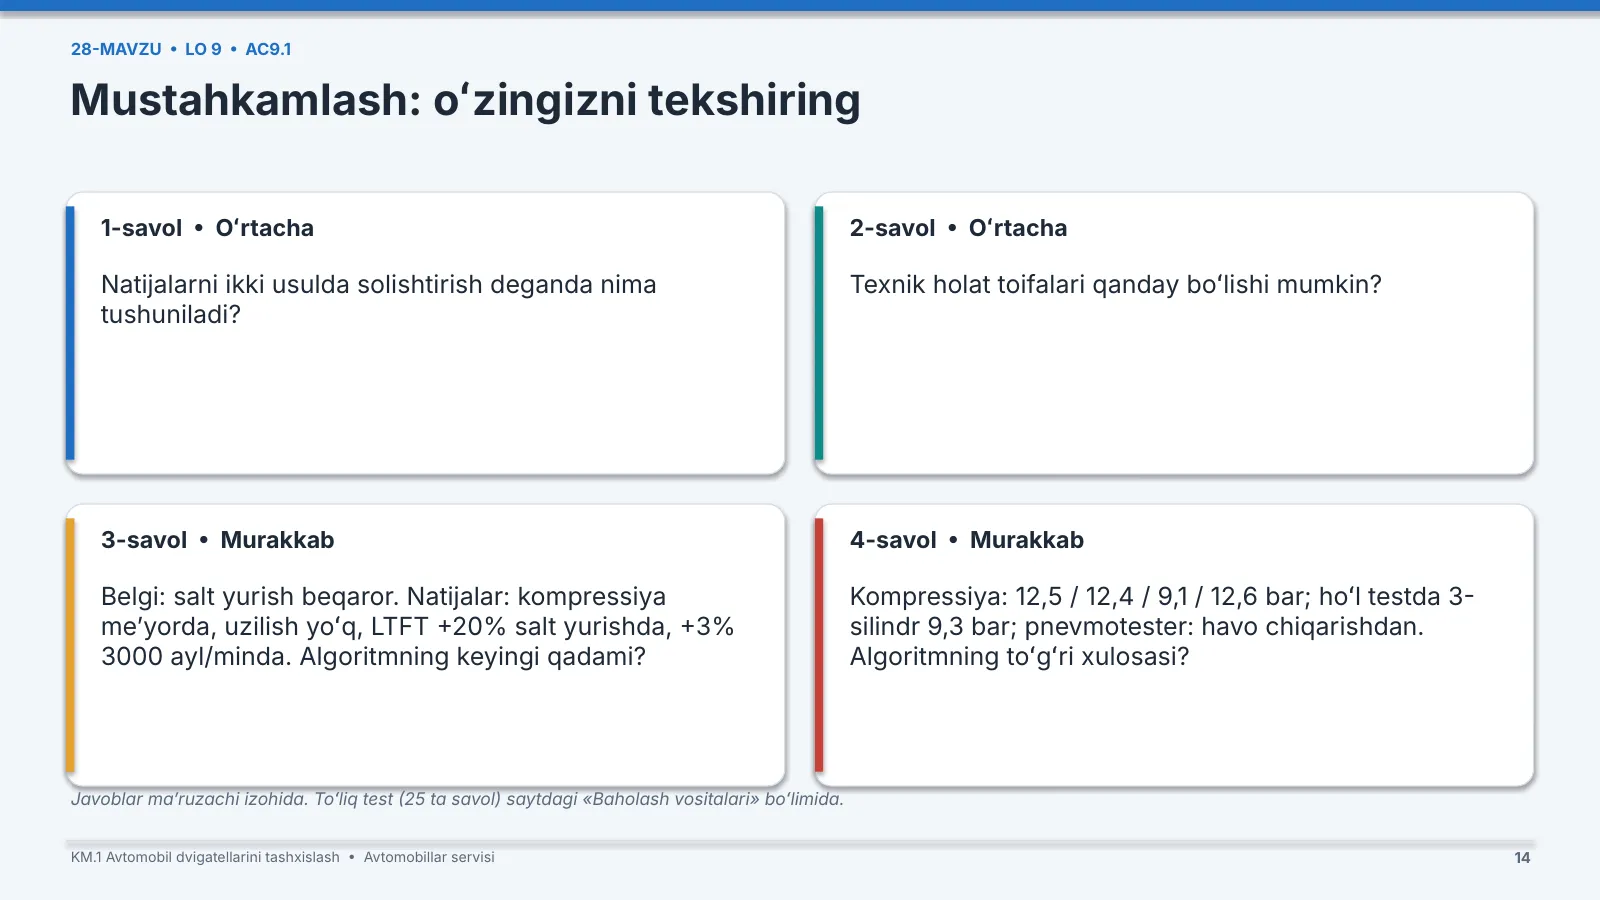 28-MAVZU • LO 9 • AC9.1
Mustahkamlash: oʻzingizni tekshiring
1-savol • Oʻrtacha
Natijalarni ikki usulda solishtirish deganda nima
tushuniladi?
2-savol • Oʻrtacha
Texnik holat toifalari qanday boʻlishi mumkin?
3-savol • Murakkab
Belgi: salt yurish beqaror. Natijalar: kompressiya
meʼyorda, uzilish yoʻq, LTFT +20% salt yurishda, +3%
3000 ayl/minda. Algoritmning keyingi qadami?
4-savol • Murakkab
Kompressiya: 12,5 / 12,4 / 9,1 / 12,6 bar; hoʻl testda 3-
silindr 9,3 bar; pnevmotester: havo chiqarishdan.
Algoritmning toʻgʻri xulosasi?
Javoblar maʼruzachi izohida. Toʻliq test (25 ta savol) saytdagi «Baholash vositalari» boʻlimida.
KM.1 Avtomobil dvigatellarini tashxislash • Avtomobillar servisi
14